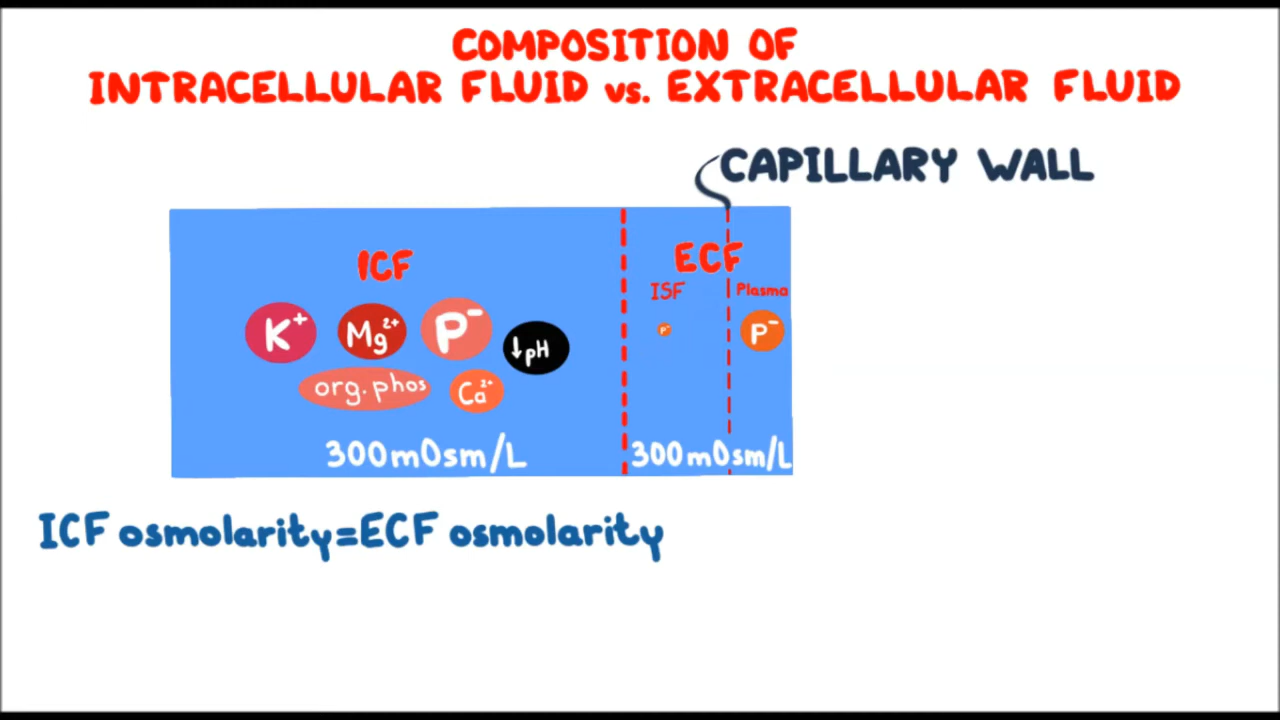 COMPOSITION OF
INTRACELLULAR FLUID vs. EXTRACELLULAR FLUID
CAPILLARY WALL
ICF
ECF
ISF
Plasma
K⁺
Mg²⁺
P⁻
↓pH
P⁻
P⁻
org.phos
Ca²⁺
300mOsm/L
300mOsm/L
ICF osmolarity=ECF osmolarity